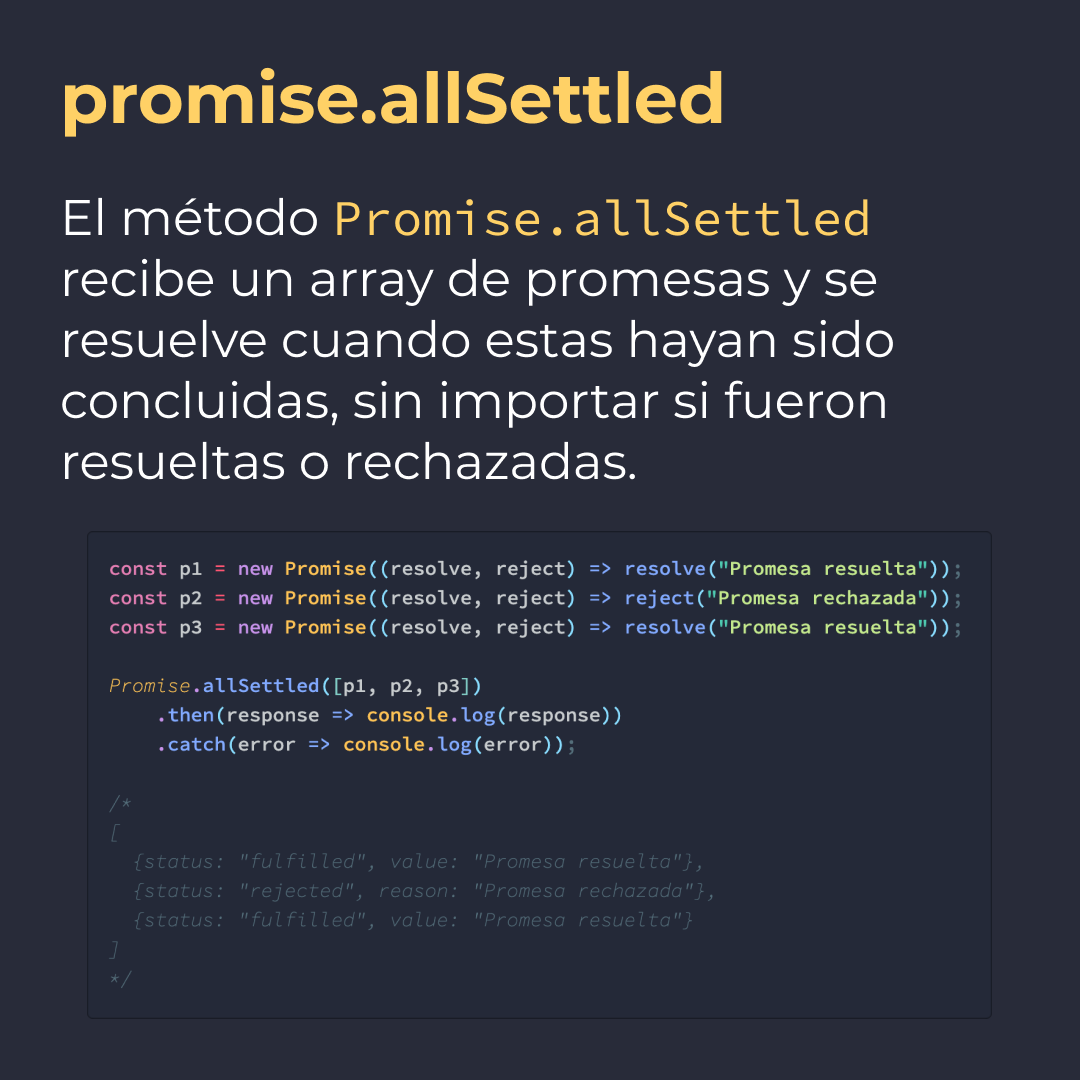 promise.allSettled
El método Promise.allSettled
recibe un array de promesas y se
resuelve cuando estas hayan sido
concluidas, sin importar si fueron
resueltas o rechazadas.
const p1 = new Promise((resolve, reject) => resolve("Promesa resuelta"));
const p2 = new Promise((resolve, reject) => reject("Promesa rechazada"));
const p3 = new Promise((resolve, reject) => resolve("Promesa resuelta"));
Promise.allSettled([p1, p2, p3])
    .then(response => console.log(response))
    .catch(error => console.log(error));
/*
[
  {status: "fulfilled", value: "Promesa resuelta"},
  {status: "rejected", reason: "Promesa rechazada"},
  {status: "fulfilled", value: "Promesa resuelta"}
]
*/